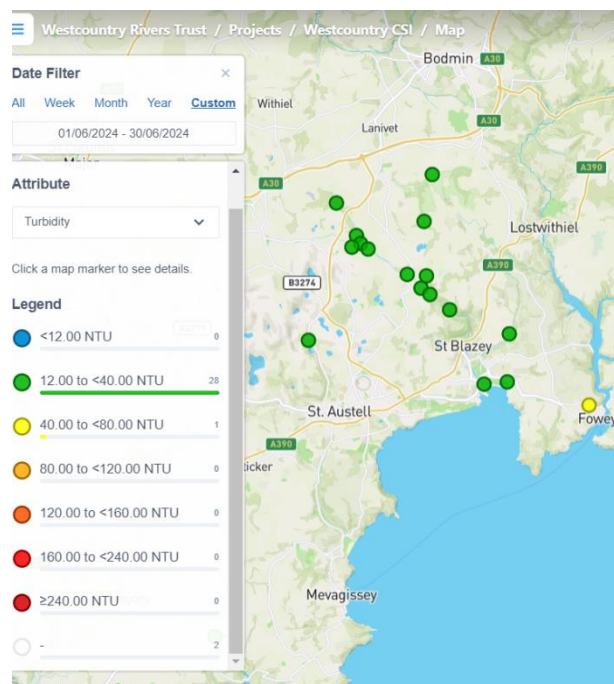 Westcountry Rivers Trust / Projects / Westcountry CSI / Map
Date Filter ×
All Week Month Year Custom
01/06/2024 - 30/06/2024
Attribute
Turbidity
Click a map marker to see details.
Legend
<12.00 NTU 0
12.00 to <40.00 NTU 28
40.00 to <80.00 NTU 1
80.00 to <120.00 NTU 0
120.00 to <160.00 NTU 0
160.00 to <240.00 NTU 0
≥240.00 NTU 0
- 2
Bodmin A30
Withiel
Lanivet
A30
A390
A30
Lostwithiel
A390
B3274
St Blazey
St. Austell
Fowey
A390
ticker
Mevagissey